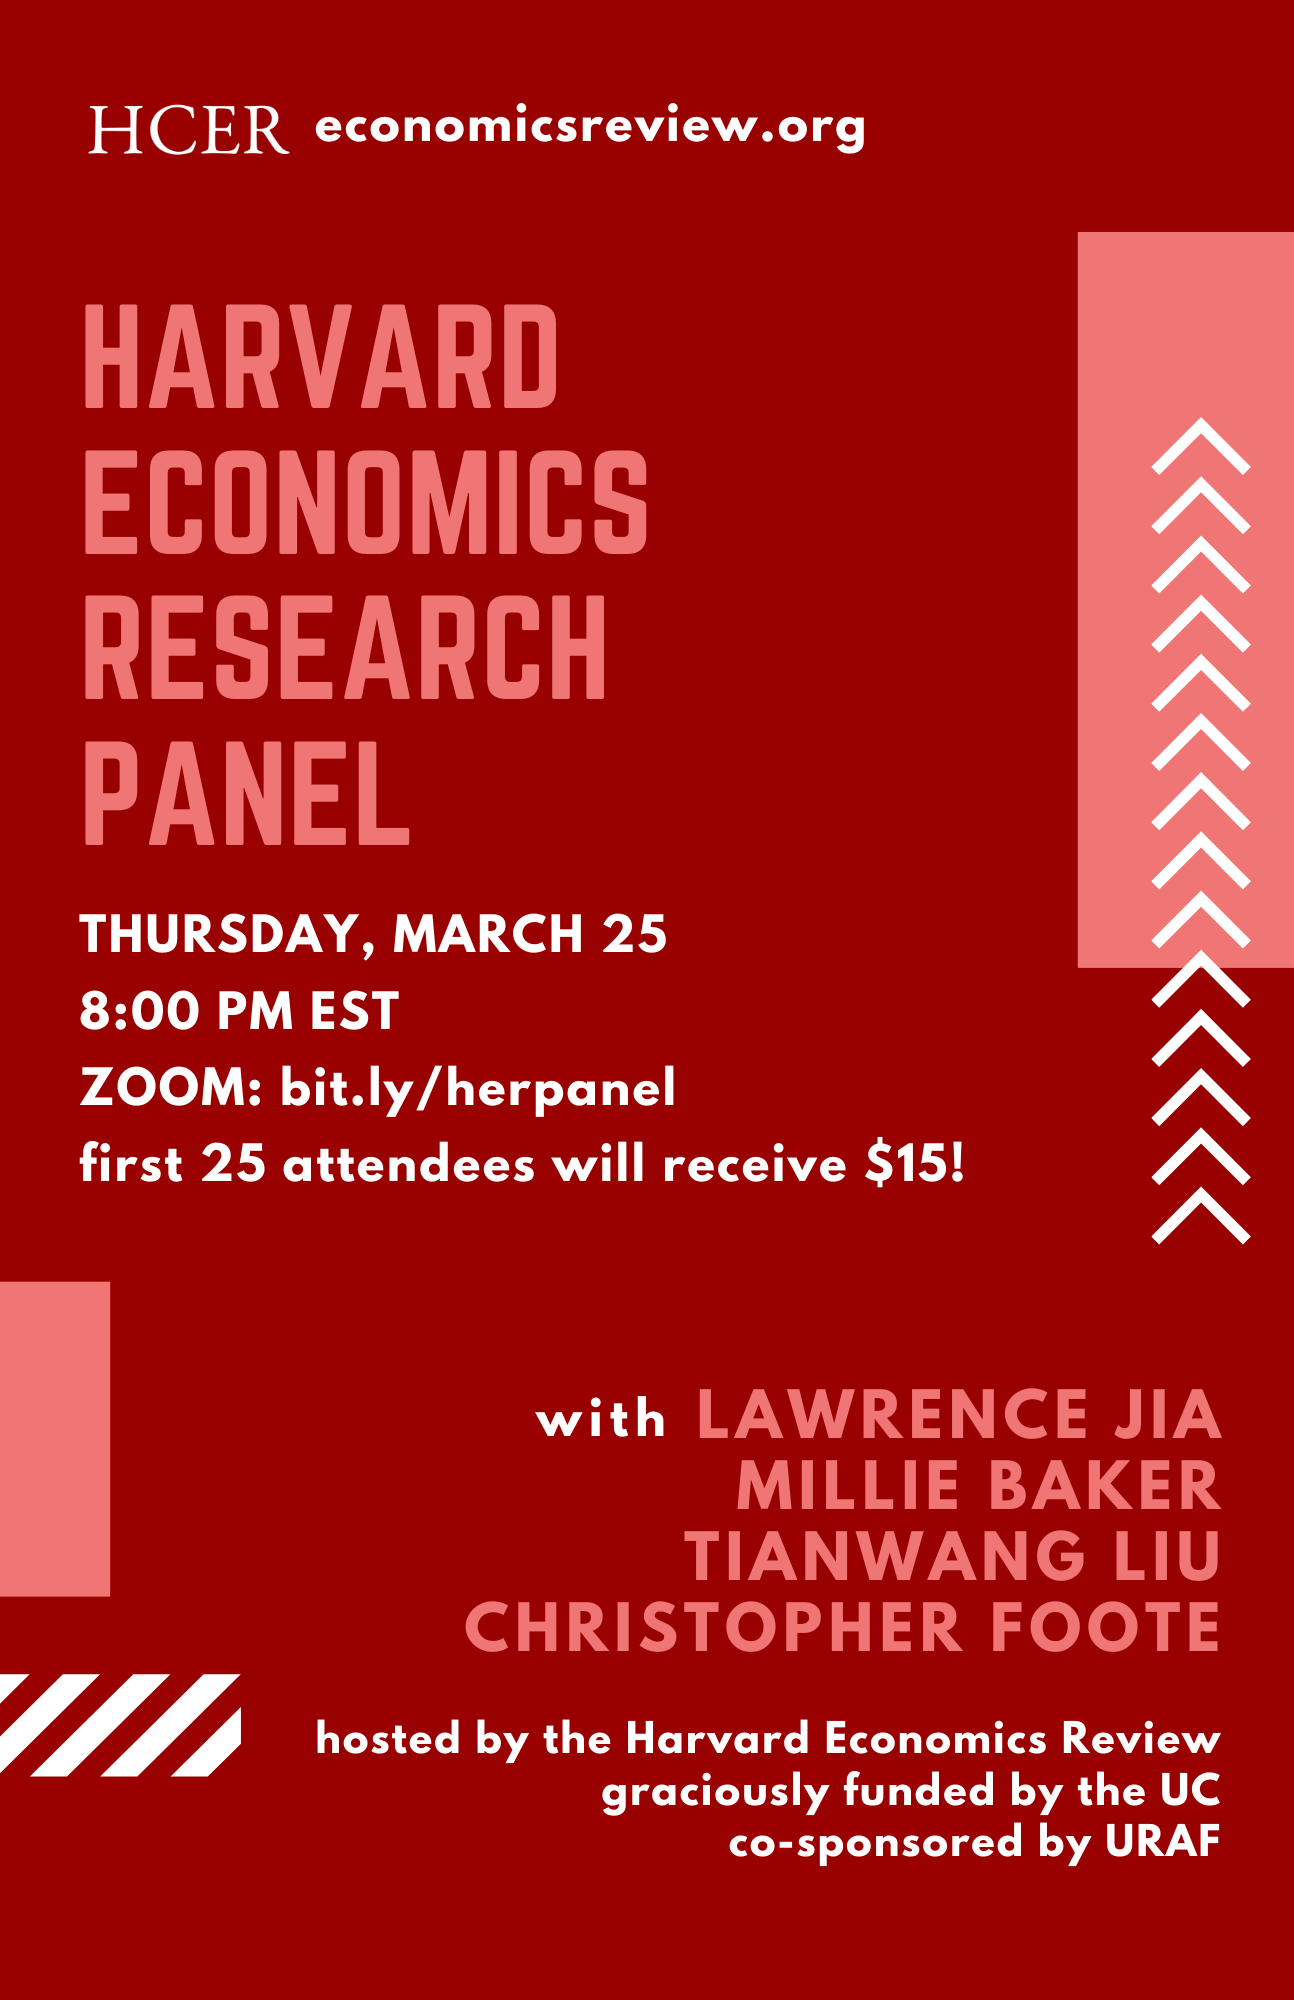 HCER economicsreview.org
HARVARD
ECONOMICS
RESEARCH
PANEL
THURSDAY, MARCH 25
8:00 PM EST
ZOOM: bit.ly/herpanel
first 25 attendees will receive $15!
with LAWRENCE JIA
MILLIE BAKER
TIANWANG LIU
CHRISTOPHER FOOTE
hosted by the Harvard Economics Review
graciously funded by the UC
co-sponsored by URAF